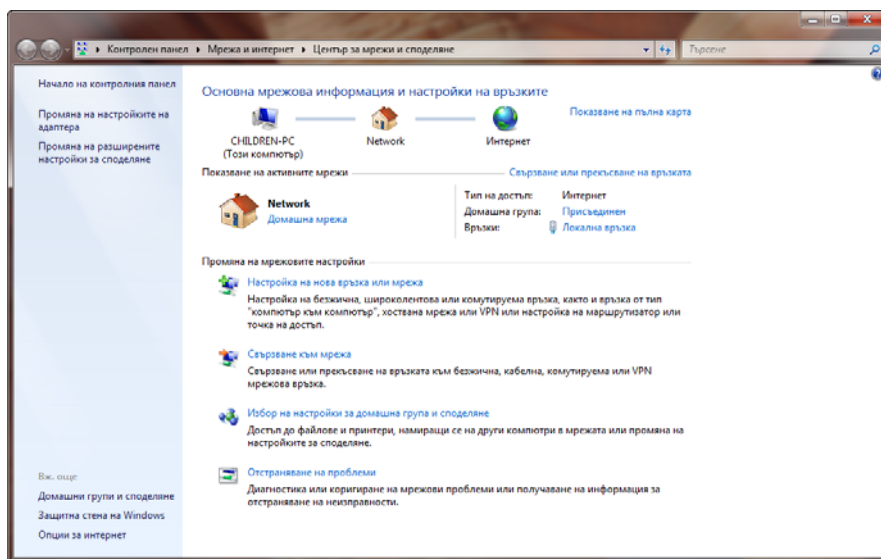 Контролен панел ▸ Мрежа и интернет ▸ Център за мрежи и споделяне
Търсене
Начало на контролния панел
Промяна на настройките на
адаптера
Промяна на разширените
настройки за споделяне
Основна мрежова информация и настройки на връзките
Показване на пълна карта
CHILDREN-PC
(Този компютър)
Network
Интернет
Показване на активните мрежи
Свързване или прекъсване на връзката
Network
Домашна мрежа
Тип на достъп: Интернет
Домашна група: Присъединен
Връзки: Локална връзка
Промяна на мрежовите настройки
Настройка на нова връзка или мрежа
Настройка на безжична, широколентова или комутируема връзка, както и връзка от тип
"компютър към компютър", хоствана мрежа или VPN или настройка на маршрутизатор или
точка на достъп.
Свързване към мрежа
Свързване или прекъсване на връзката към безжична, кабелна, комутируема или VPN
мрежова връзка.
Избор на настройки за домашна група и споделяне
Достъп до файлове и принтери, намиращи се на други компютри в мрежата или промяна на
настройките за споделяне.
Отстраняване на проблеми
Диагностика или коригиране на мрежови проблеми или получаване на информация за
отстраняване на неизправности.
Вж. още
Домашни групи и споделяне
Защитна стена на Windows
Опции за интернет